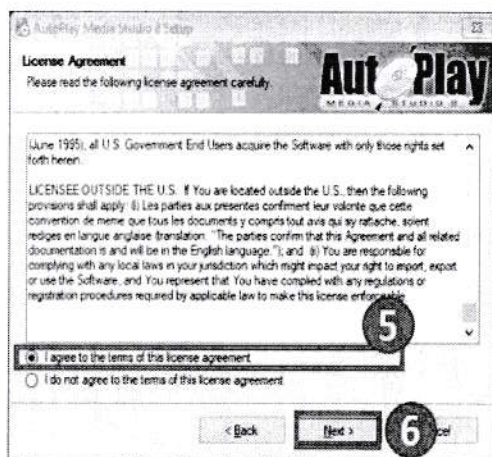 AutoPlay Media Studio 8 Setup
License Agreement
Please read the following license agreement carefully.
AutoPlay
MEDIA STUDIO 8
(June 1995), all U.S. Government End Users acquire the Software with only those rights set
forth herein.
LICENSEE OUTSIDE THE U.S. If You are located outside the U.S., then the following
provisions shall apply: (i) Les parties aux presentes confirment leur volonte que cette
convention de meme que tous les documents y compris tout avis qui sy rattache, soient
rediges en langue anglaise (translation: "The parties confirm that this Agreement and all related
documentation is and will be in the English language."); and (ii) You are responsible for
complying with any local laws in your jurisdiction which might impact your right to import, export
or use the Software, and You represent that You have complied with any regulations or
registration procedures required by applicable law to make this license enforceable.
5
I agree to the terms of this license agreement
I do not agree to the terms of this license agreement
< Back
Next >
6
cel